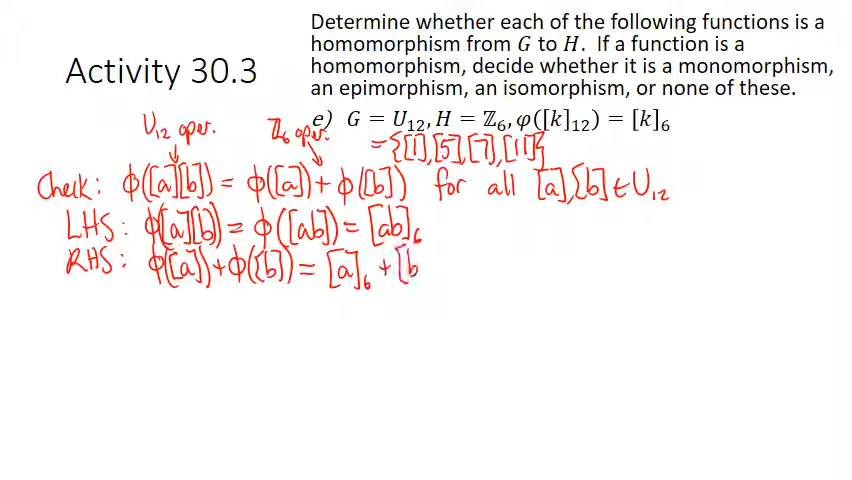 Determine whether each of the following functions is a
homomorphism from G to H. If a function is a
homomorphism, decide whether it is a monomorphism,
an epimorphism, an isomorphism, or none of these.
Activity 30.3
e) G = U₁₂, H = ℤ₆, φ([k]₁₂) = [k]₆
U₁₂ oper. ℤ₆ oper.
= {[1],[5],[7],[11]}
Check: ϕ([a][b]) = ϕ([a]) + ϕ([b]) for all [a],[b] ∈ U₁₂
LHS: ϕ([a][b]) = ϕ([ab]) = [ab]₆
RHS: ϕ([a]) + ϕ([b]) = [a]₆ + [b